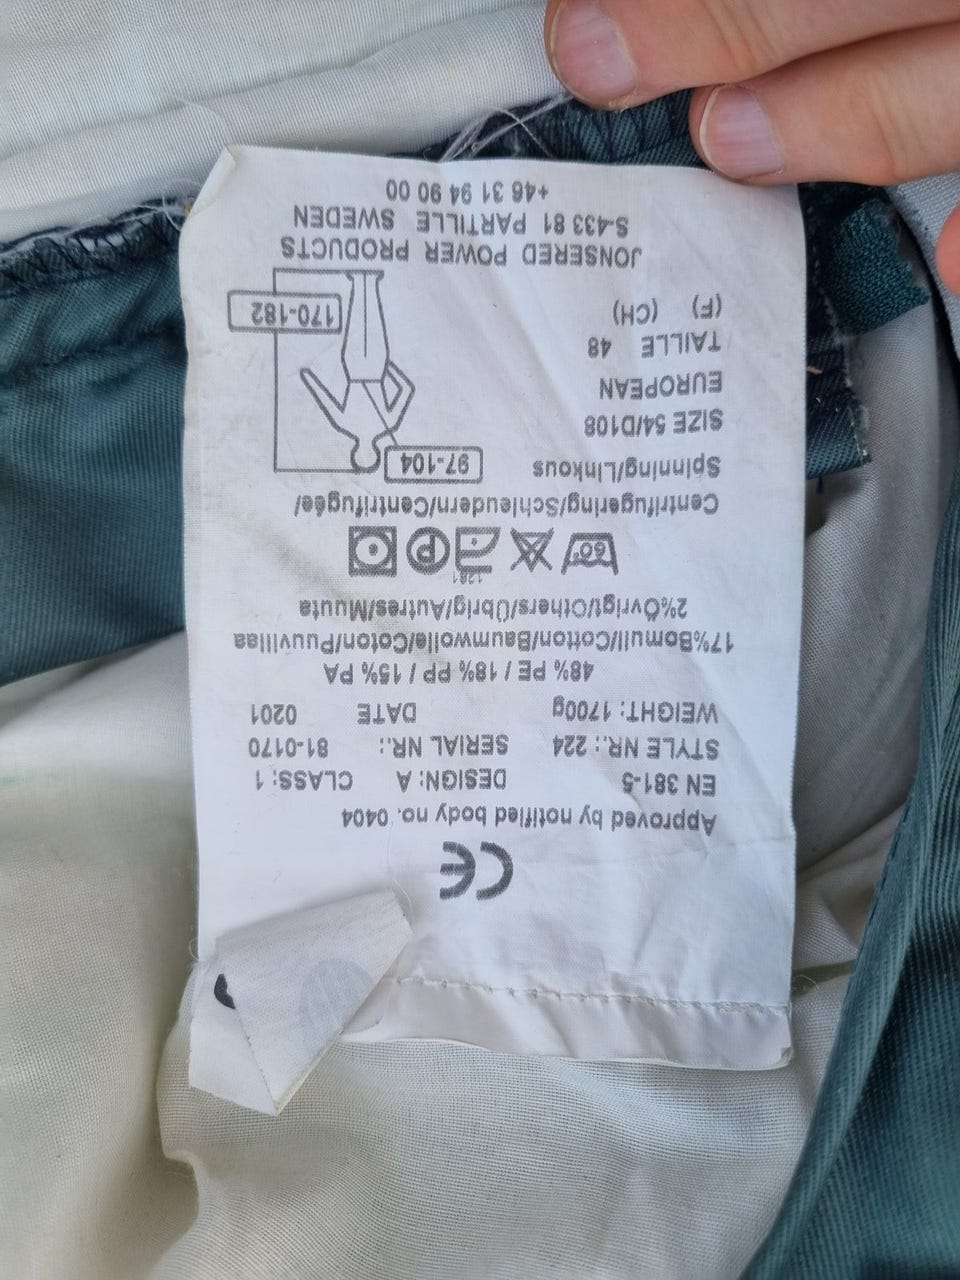 CE
Approved by notified body no. 0404
EN 381-5 DESIGN: A CLASS: 1
STYLE NR.: 224 SERIAL NR.: 81-0170
WEIGHT: 1700g DATE 0201
48% PE / 18% PP / 15% PA
17%Bomull/Cotton/Baumwolle/Coton/Puuvillaa
2%Övrigt/Others/Übrig/Autres/Muuta
1281
60° P
Centrifugering/Schleudern/Centrifugée/
Spinning/Linkous
SIZE 54/D108
EUROPEAN
TAILLE 48
(F) (CH)
97-104
170-182
JONSERED POWER PRODUCTS
S-433 81 PARTILLE SWEDEN
+46 31 94 90 00